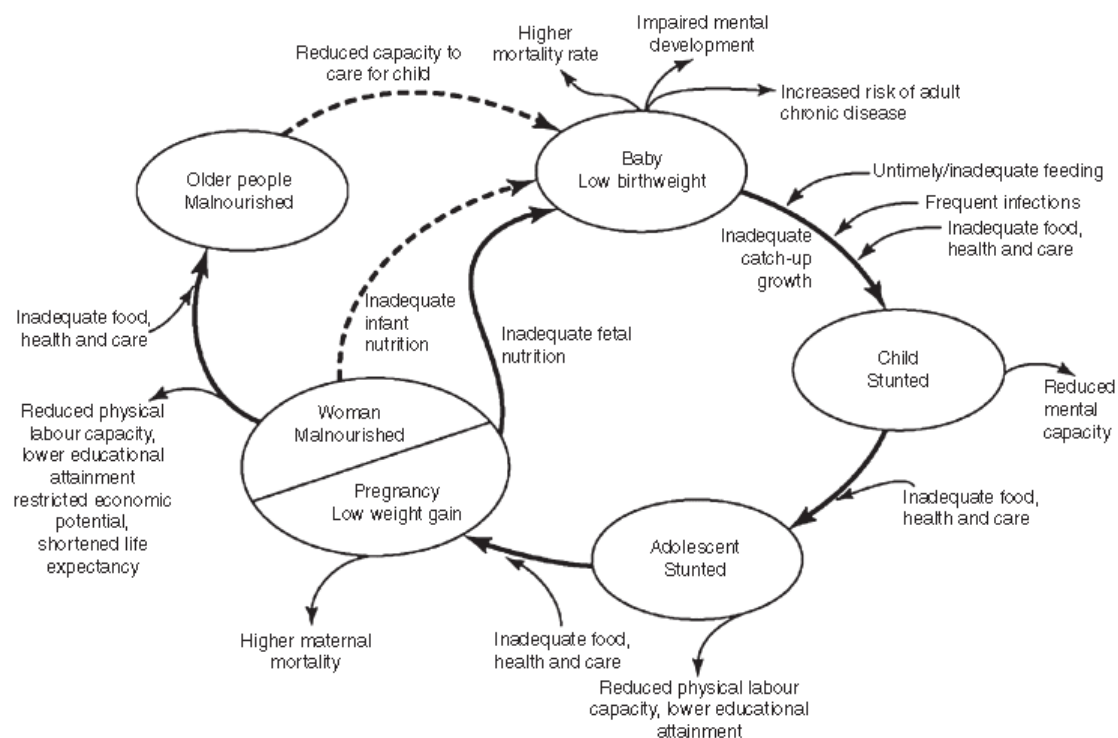 Reduced capacity to
care for child
Higher
mortality rate
Impaired mental
development
Increased risk of adult
chronic disease
Older people
Malnourished
Baby
Low birthweight
Untimely/inadequate feeding
Frequent infections
Inadequate food,
health and care
Inadequate
catch-up
growth
Inadequate food,
health and care
Inadequate
infant
nutrition
Inadequate fetal
nutrition
Child
Stunted
Reduced
mental
capacity
Reduced physical
labour capacity,
lower educational
attainment
restricted economic
potential,
shortened life
expectancy
Woman
Malnourished
Pregnancy
Low weight gain
Inadequate food,
health and care
Adolescent
Stunted
Higher maternal
mortality
Inadequate food,
health and care
Reduced physical labour
capacity, lower educational
attainment